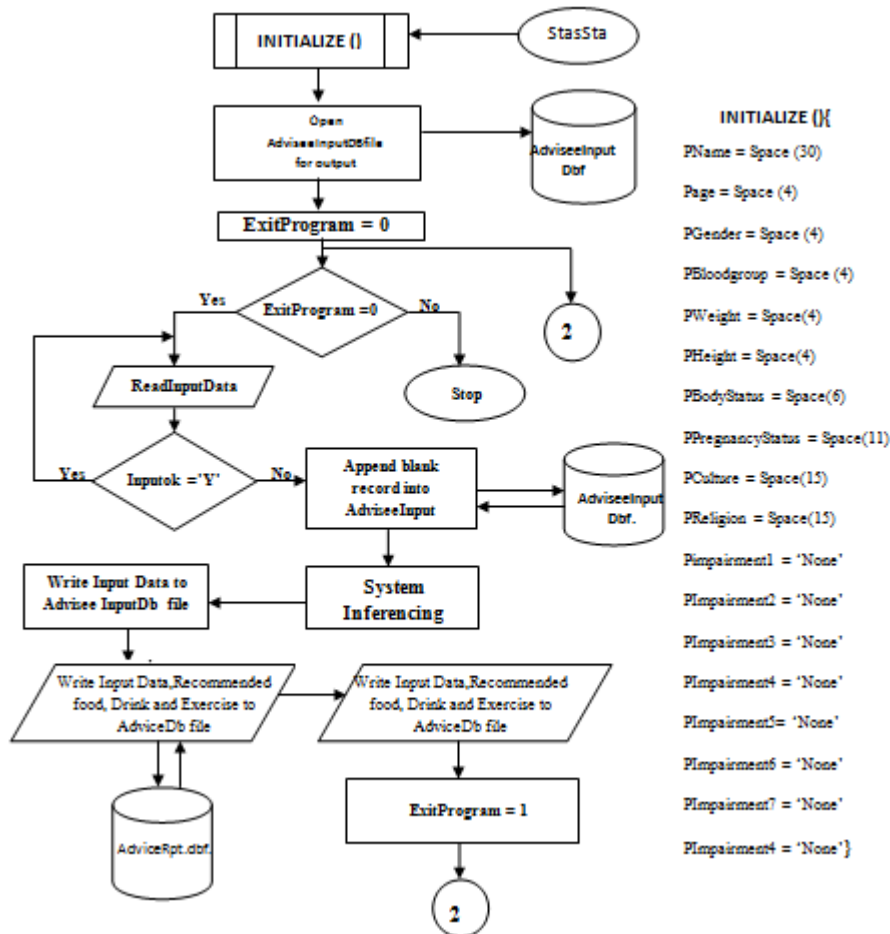 StasSta
INITIALIZE ()
Open
AdviseeInputDBfile
for output
AdviseeInput
Dbf
ExitProgram = 0
Yes
ExitProgram =0
No
2
ReadInputData
Stop
Yes
Inputok ='Y'
No
Append blank
record into
AdviseeInput
AdviseeInput
Dbf.
System
Inferencing
Write Input Data to
Advisee InputDb file
Write Input Data,Recommended
food, Drink and Exercise to
AdviceDb file
Write Input Data,Recommended
food, Drink and Exercise to
AdviceDb file
AdviceRpt.dbf.
ExitProgram = 1
2
INITIALIZE (){
PName = Space (30)
Page = Space (4)
PGender = Space (4)
PBloodgroup = Space (4)
PWeight = Space(4)
PHeight = Space(4)
PBodyStatus = Space(6)
PPregnancyStatus = Space(11)
PCulture = Space(15)
PReligion = Space(15)
Pimpairment1 = ‘None’
PImpairment2 = ‘None’
PImpairment3 = ‘None’
PImpairment4 = ‘None’
PImpairment5= ‘None’
PImpairment6 = ‘None’
PImpairment7 = ‘None’
PImpairment4 = ‘None’}